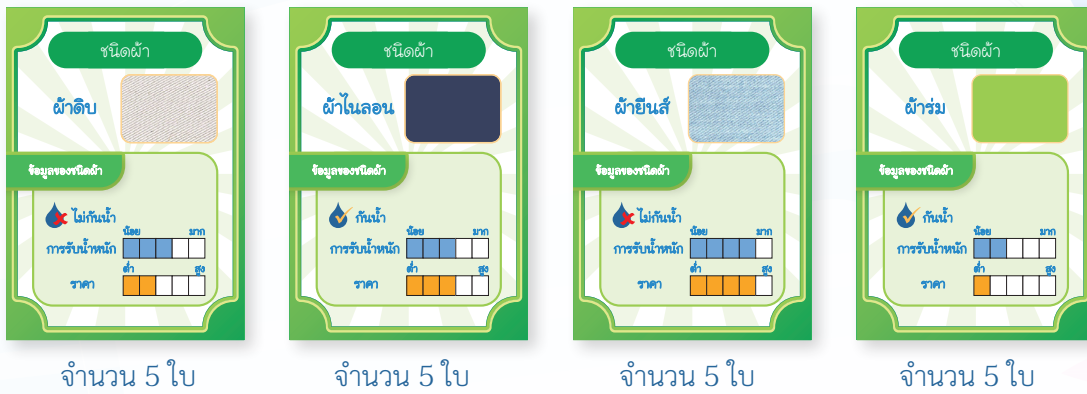 ชนิดผ้า
ผ้าดิบ
ข้อมูลของชนิดผ้า
ไม่กันน้ำ
น้อย มาก
การรับน้ำหนัก
ต่ำ สูง
ราคา
จำนวน 5 ใบ
ชนิดผ้า
ผ้าไนลอน
ข้อมูลของชนิดผ้า
กันน้ำ
น้อย มาก
การรับน้ำหนัก
ต่ำ สูง
ราคา
จำนวน 5 ใบ
ชนิดผ้า
ผ้ายีนส์
ข้อมูลของชนิดผ้า
ไม่กันน้ำ
น้อย มาก
การรับน้ำหนัก
ต่ำ สูง
ราคา
จำนวน 5 ใบ
ชนิดผ้า
ผ้าร่ม
ข้อมูลของชนิดผ้า
กันน้ำ
น้อย มาก
การรับน้ำหนัก
ต่ำ สูง
ราคา
จำนวน 5 ใบ